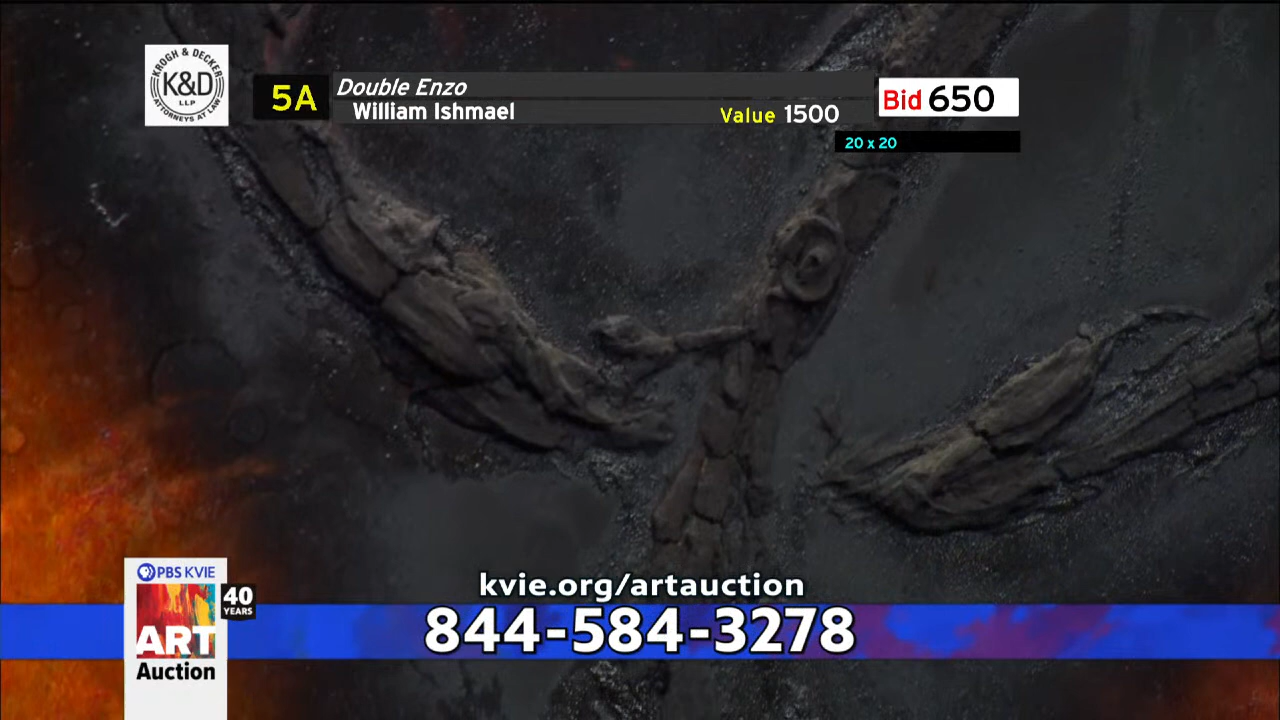 KROGH & DECKER
K&D
LLP
ATTORNEYS AT LAW
5A
Double Enzo
William Ishmael
Value 1500
Bid 650
20 x 20
PBS KVIE
40
YEARS
ART
Auction
kvie.org/artauction
844-584-3278